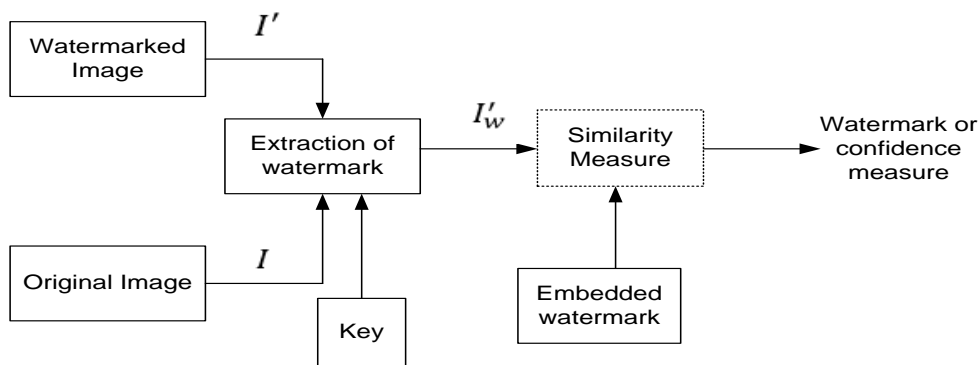 I'
Watermarked
Image
Extraction of
watermark
I'w
Similarity
Measure
Watermark or
confidence
measure
Original Image
I
Key
Embedded
watermark